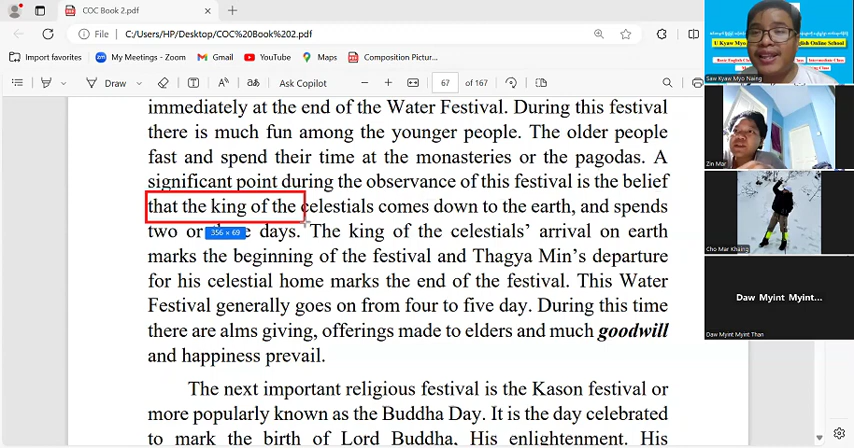 COC Book 2.pdf
File
C:/Users/HP/Desktop/COC%20Book%202.pdf
Import favorites
My Meetings - Zoom
Gmail
YouTube
Maps
Composition Pictur...
Draw
Ask Copilot
67 of 167
immediately at the end of the Water Festival. During this festival
there is much fun among the younger people. The older people
fast and spend their time at the monasteries or the pagodas. A
significant point during the observance of this festival is the belief
that the king of the celestials comes down to the earth, and spends
two or three days. The king of the celestials' arrival on earth
356 × 69
marks the beginning of the festival and Thagya Min's departure
for his celestial home marks the end of the festival. This Water
Festival generally goes on from four to five day. During this time
there are alms giving, offerings made to elders and much goodwill
and happiness prevail.
The next important religious festival is the Kason festival or
more popularly known as the Buddha Day. It is the day celebrated
to mark the birth of Lord Buddha, His enlightenment. His
Saw Kyaw Myo Naing
Zin Mar
Cho Mar Khaing
Daw Myint Myint...
Daw Myint Myint Than